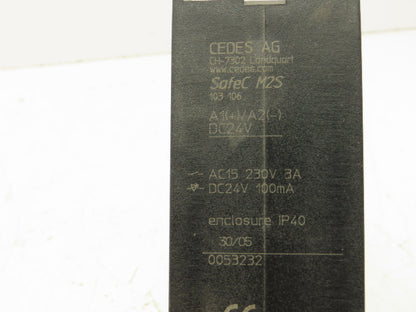 CEDES AG
CH-7302 Landquart
www.cedes.com
SafeC M2S
103 106
A1(+)/A2(-)
DC24V
AC15 230V 3A
DC24V 100mA
enclosure IP40
30/05
0053232
CE